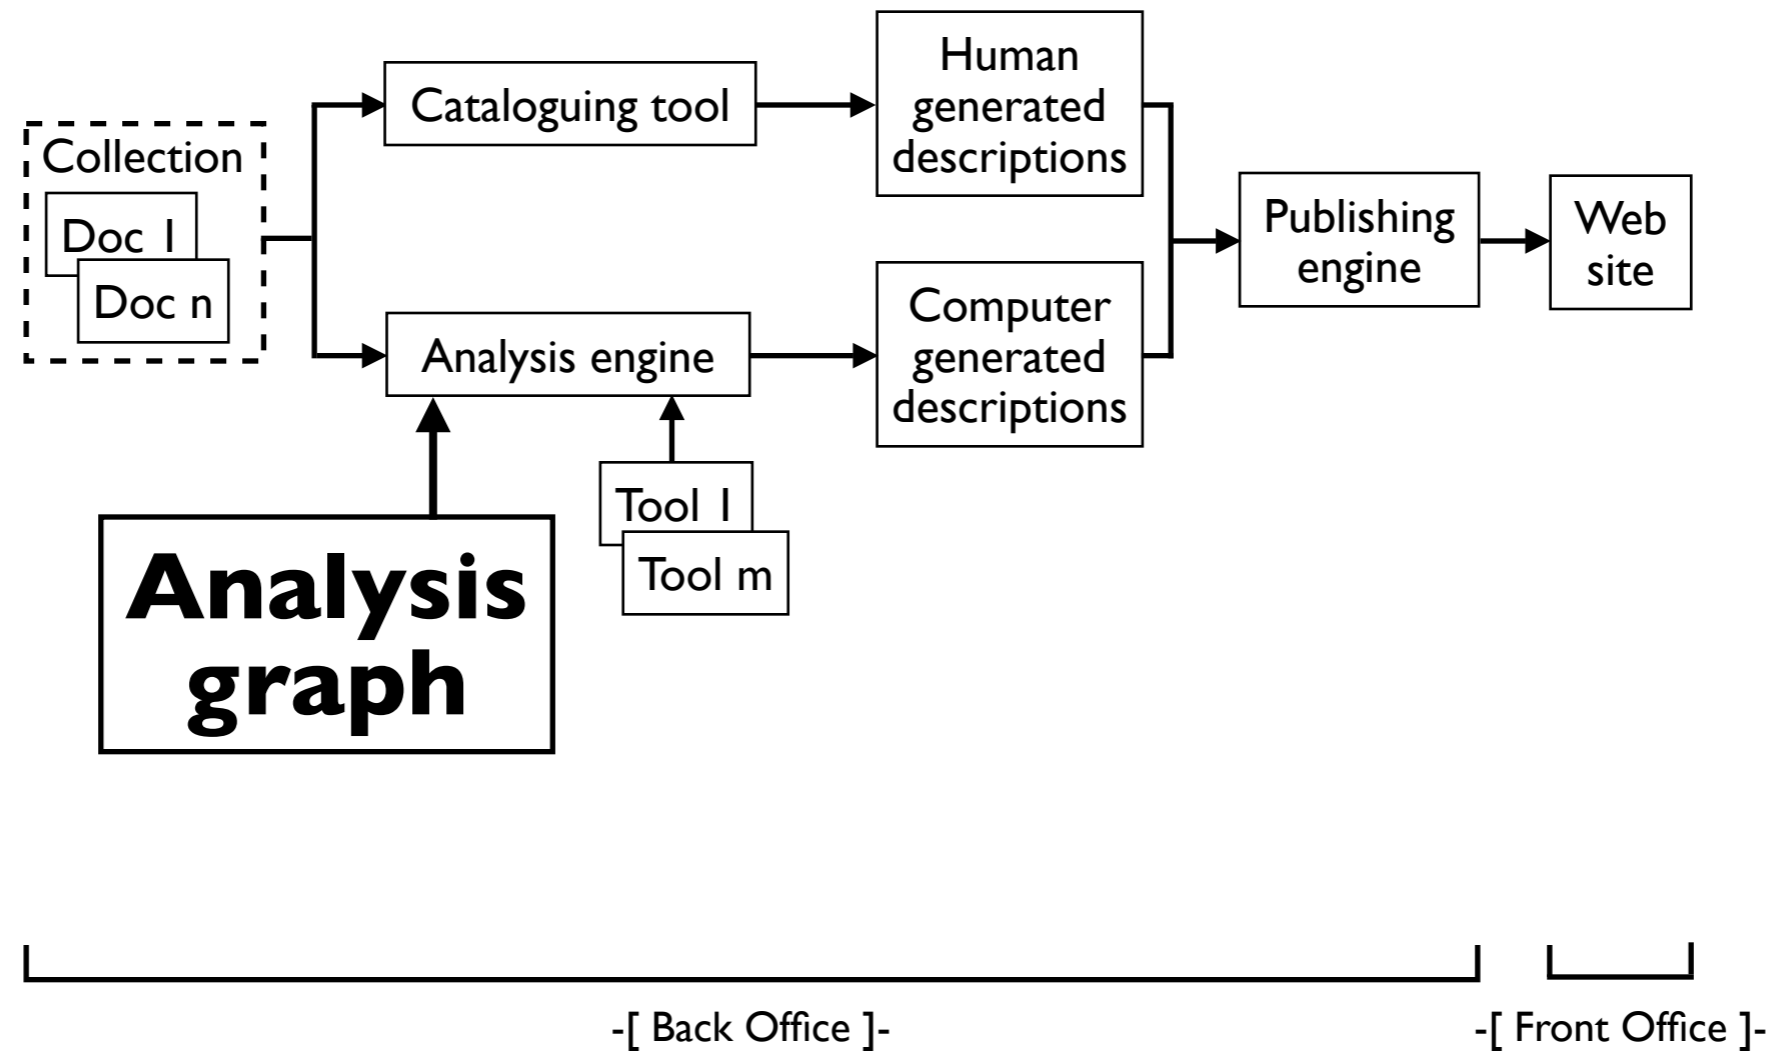 Collection
Doc 1
Doc n
Cataloguing tool
Human
generated
descriptions
Analysis engine
Computer
generated
descriptions
Publishing
engine
Web
site
Tool 1
Tool m
Analysis
graph
-[ Back Office ]-
-[ Front Office ]-